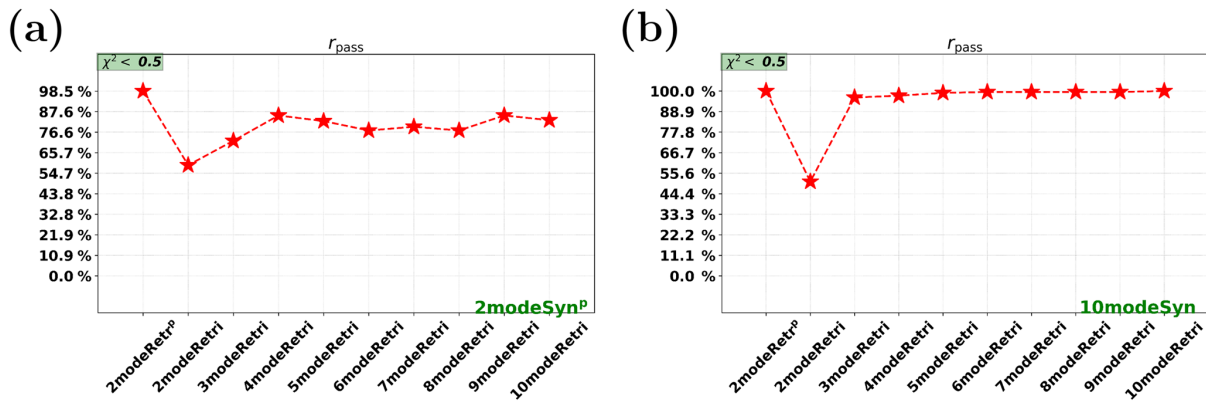 (a)
r_pass
χ² < 0.5
98.5 %
87.6 %
76.6 %
65.7 %
54.7 %
43.8 %
32.8 %
21.9 %
10.9 %
0.0 %
2modeSynᵖ
2modeRetrᵖ
2modeRetri
3modeRetri
4modeRetri
5modeRetri
6modeRetri
7modeRetri
8modeRetri
9modeRetri
10modeRetri
(b)
r_pass
χ² < 0.5
100.0 %
88.9 %
77.8 %
66.7 %
55.6 %
44.4 %
33.3 %
22.2 %
11.1 %
0.0 %
10modeSyn
2modeRetrᵖ
2modeRetri
3modeRetri
4modeRetri
5modeRetri
6modeRetri
7modeRetri
8modeRetri
9modeRetri
10modeRetri